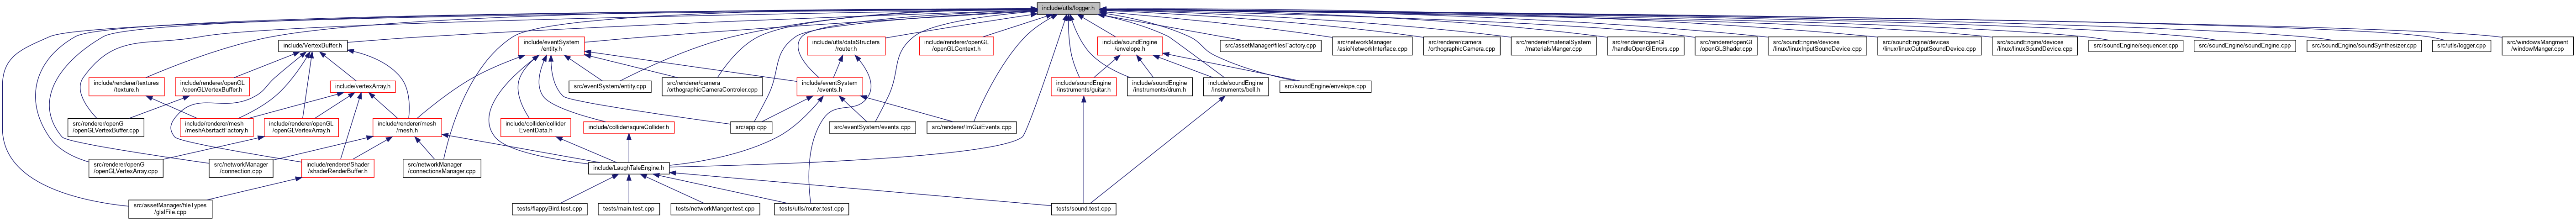 include/utls/logger.h
include/VertexBuffer.h
include/eventSystem
/entity.h
include/utls/dataStructures
/router.h
include/renderer/openGL
/openGLContext.h
include/soundEngine
/envelope.h
src/assetManager/filesFactory.cpp
src/networkManager
/asioNetworkInterface.cpp
src/renderer/camera
/orthographicCamera.cpp
src/renderer/materialSystem
/materialsManger.cpp
src/renderer/openGl
/handleOpenGlErrors.cpp
src/renderer/openGl
/openGLShader.cpp
src/soundEngine/devices
/linux/linuxInputSoundDevice.cpp
src/soundEngine/devices
/linux/linuxOutputSoundDevice.cpp
src/soundEngine/devices
/linux/linuxSoundDevice.cpp
src/soundEngine/sequencer.cpp
src/soundEngine/soundEngine.cpp
src/soundEngine/soundSynthesizer.cpp
src/utls/logger.cpp
src/windowsMangment
/windowManger.cpp
include/renderer/textures
/texture.h
include/renderer/openGL
/openGLVertexBuffer.h
include/vertexArray.h
src/eventSystem/entity.cpp
src/renderer/camera
/orthographicCameraControler.cpp
include/eventSystem
/events.h
include/soundEngine
/instruments/guitar.h
include/soundEngine
/instruments/drum.h
include/soundEngine
/instruments/bell.h
src/soundEngine/envelope.cpp
src/renderer/openGl
/openGLVertexBuffer.cpp
include/renderer/mesh
/meshAbsrtactFactory.h
include/renderer/openGL
/openGLVertexArray.h
include/renderer/mesh
/mesh.h
include/collider/collider
EventData.h
include/collider/squreCollider.h
src/app.cpp
src/eventSystem/events.cpp
src/renderer/ImGuiEvents.cpp
src/renderer/openGl
/openGLVertexArray.cpp
src/networkManager
/connection.cpp
include/renderer/Shader
/shaderRenderBuffer.h
src/networkManager
/connectionsManager.cpp
include/LaughTaleEngine.h
src/assetManager/fileTypes
/glslFile.cpp
tests/flappyBird.test.cpp
tests/main.test.cpp
tests/networkManger.test.cpp
tests/utls/router.test.cpp
tests/sound.test.cpp